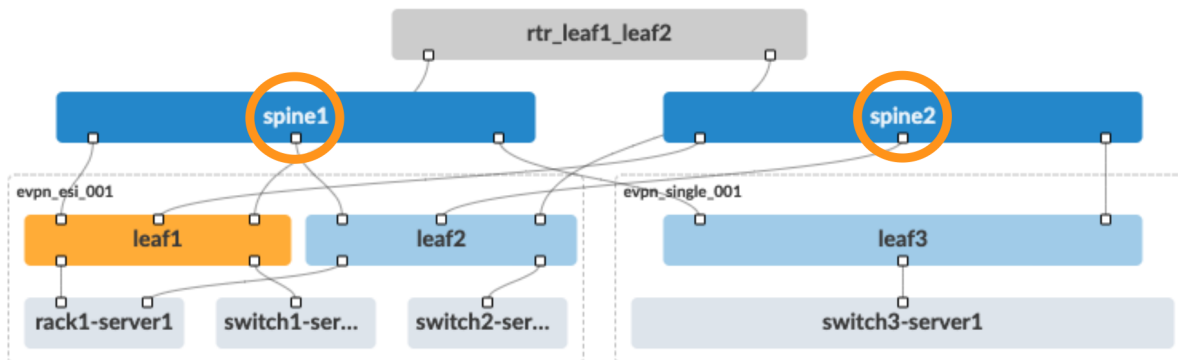 rtr_leaf1_leaf2
spine1
spine2
evpn_esi_001
evpn_single_001
leaf1
leaf2
leaf3
rack1-server1
switch1-ser...
switch2-ser...
switch3-server1